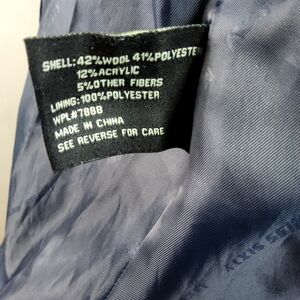 SHELL:42%WOOL 41%POLYESTER
12%ACRYLIC
5%OTHER FIBERS
LINING:100%POLYESTER
WPL#7888
MADE IN CHINA
SEE REVERSE FOR CARE